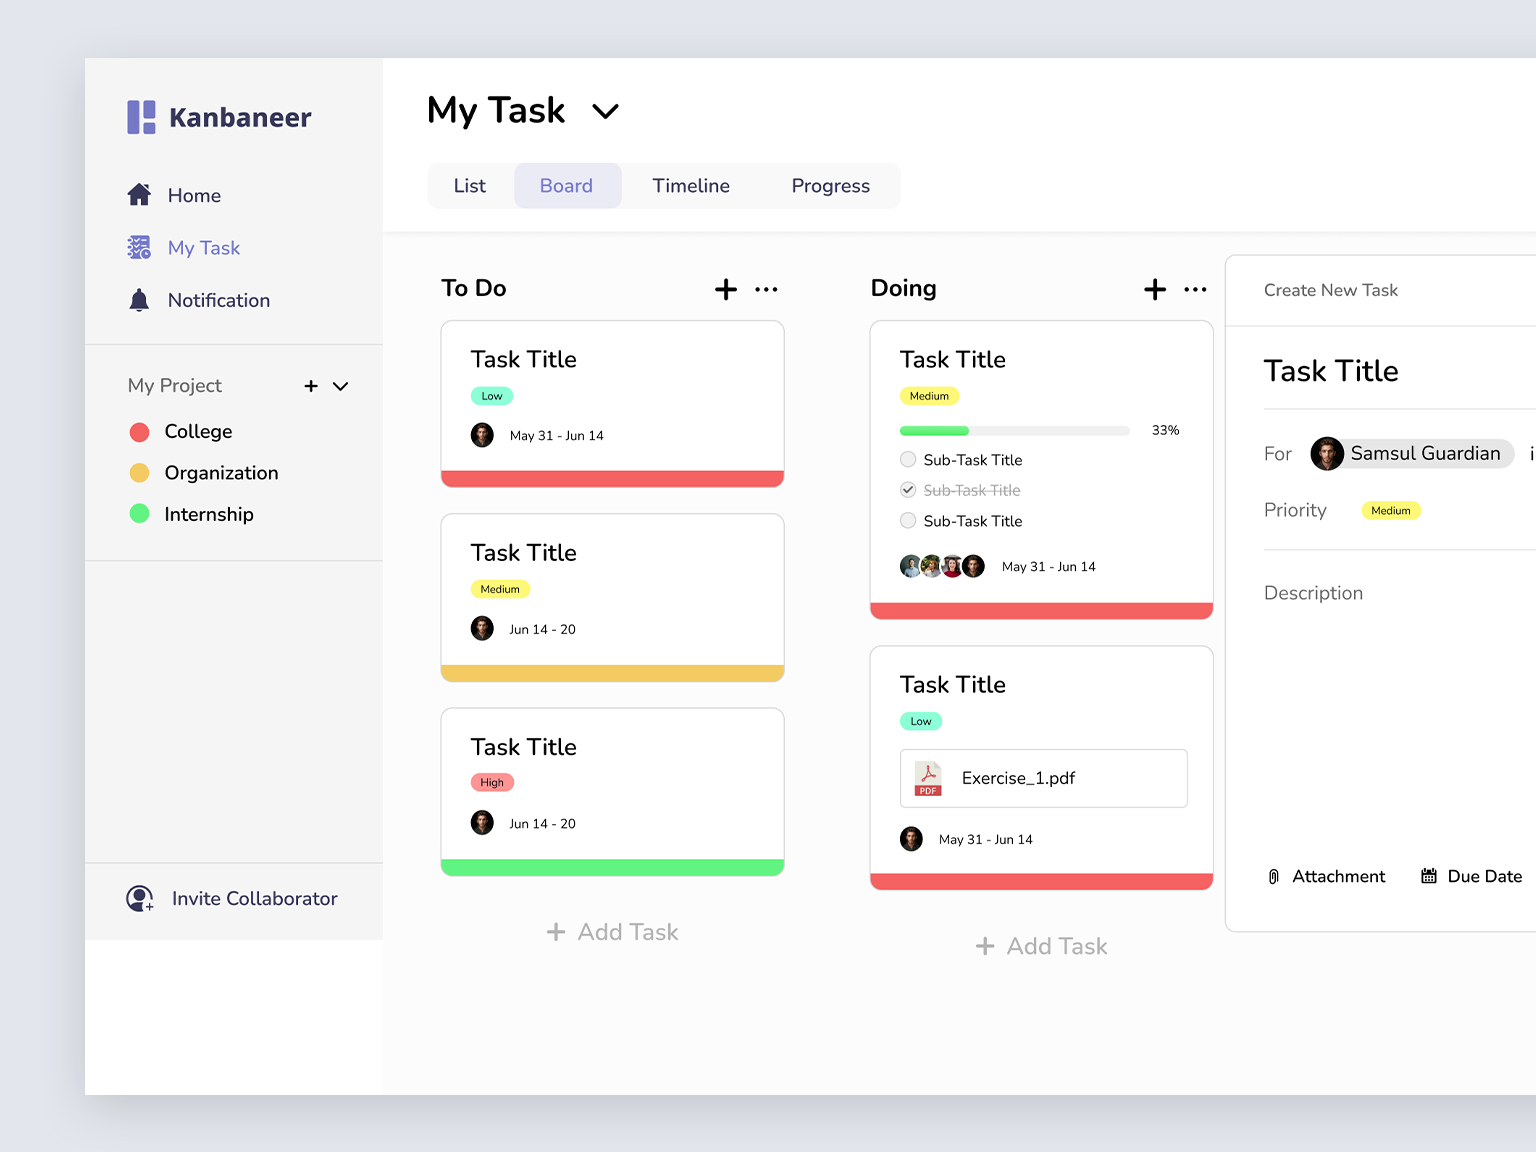 Kanbaneer
Home
My Task
Notification
My Project
College
Organization
Internship
Invite Collaborator
My Task
List Board Timeline Progress
To Do
Task Title
Low
May 31 - Jun 14
Task Title
Medium
Jun 14 - 20
Task Title
High
Jun 14 - 20
+ Add Task
Doing
Task Title
Medium
33%
Sub-Task Title
Sub-Task Title
Sub-Task Title
May 31 - Jun 14
Task Title
Low
PDF
Exercise_1.pdf
May 31 - Jun 14
+ Add Task
Create New Task
Task Title
For Samsul Guardian
Priority Medium
Description
Attachment Due Date